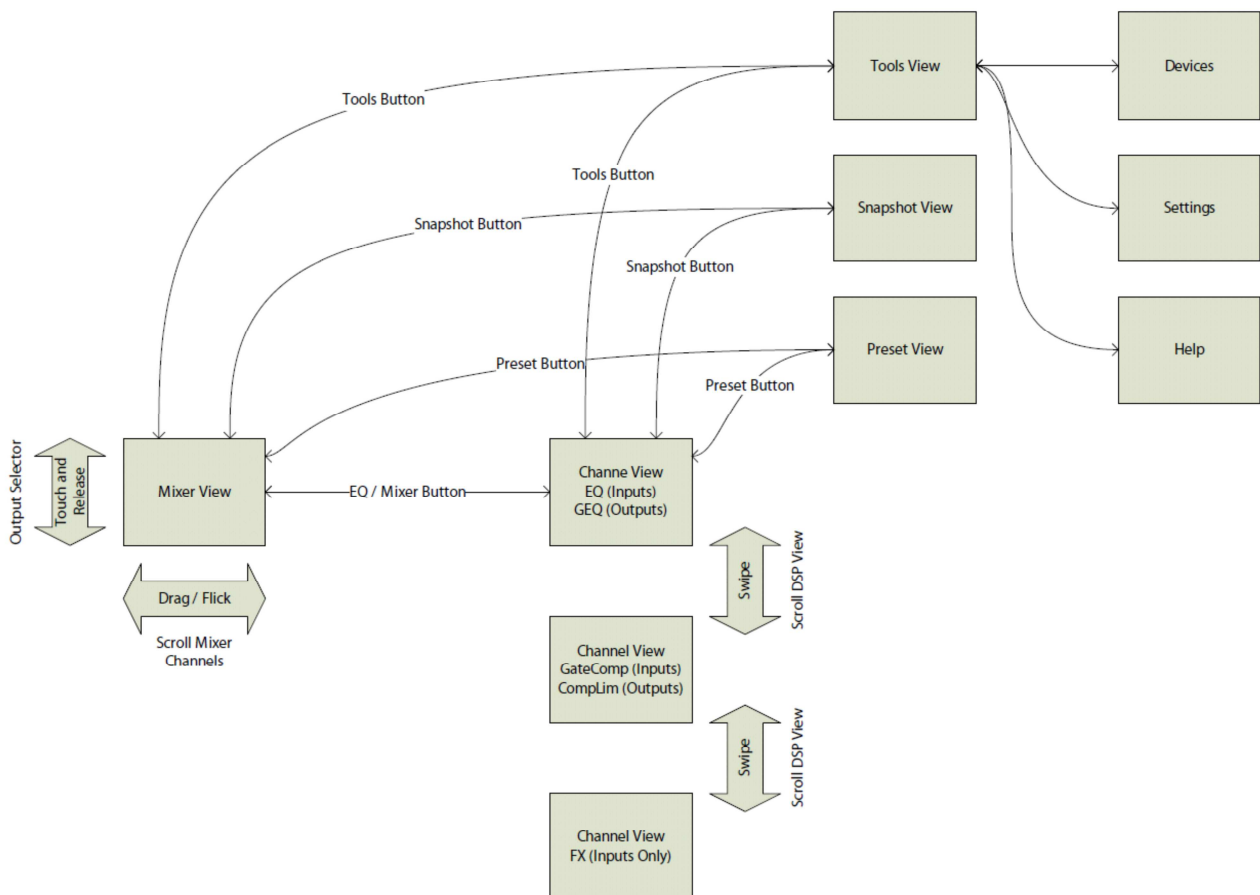 Tools View
Devices
Tools Button
Tools Button
Snapshot View
Settings
Snapshot Button
Snapshot Button
Preset View
Help
Preset Button
Preset Button
Output Selector
Touch and
Release
Mixer View
EQ / Mixer Button
Channe View
EQ (Inputs)
GEQ (Outputs)
Swipe
Scroll DSP View
Drag / Flick
Scroll Mixer
Channels
Channel View
GateComp (Inputs)
CompLim (Outputs)
Swipe
Scroll DSP View
Channel View
FX (Inputs Only)